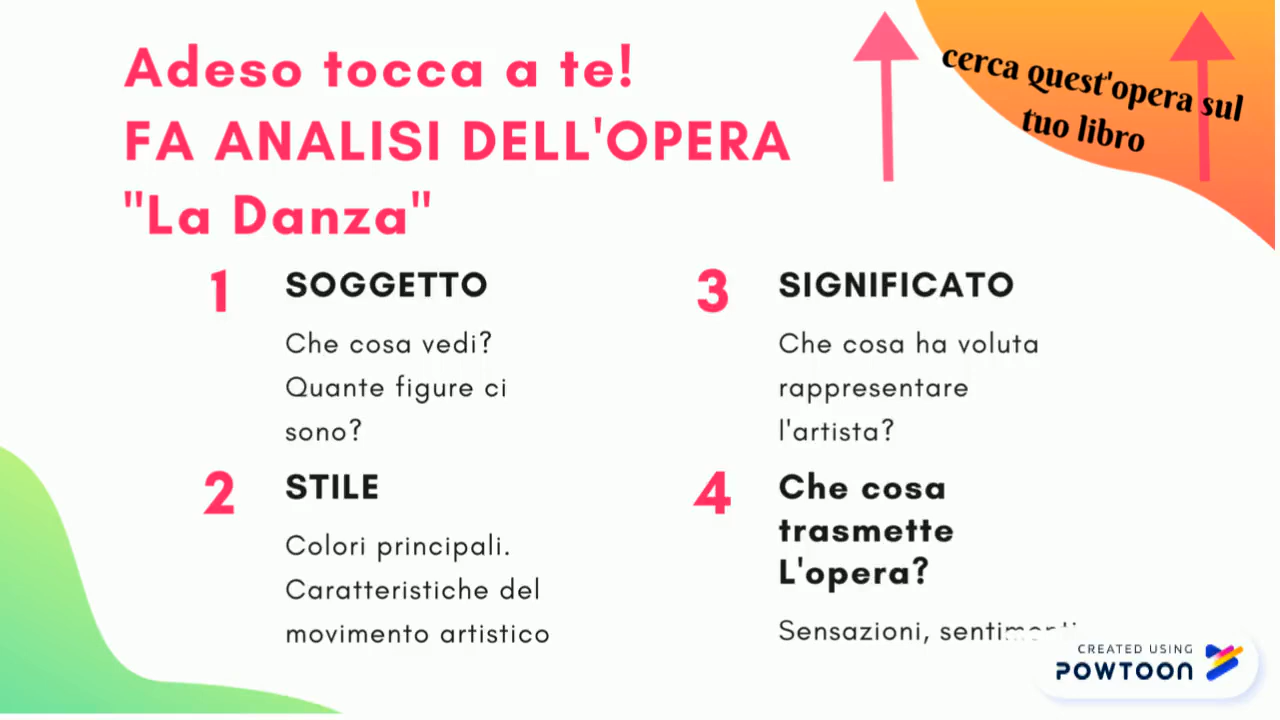 Adeso tocca a te!
FA ANALISI DELL'OPERA
"La Danza"
cerca quest'opera sul
tuo libro
1
SOGGETTO
Che cosa vedi?
Quante figure ci
sono?
2
STILE
Colori principali.
Caratteristiche del
movimento artistico
3
SIGNIFICATO
Che cosa ha voluta
rappresentare
l'artista?
4
Che cosa
trasmette
L'opera?
Sensazioni, sentimenti
CREATED USING
POWTOON